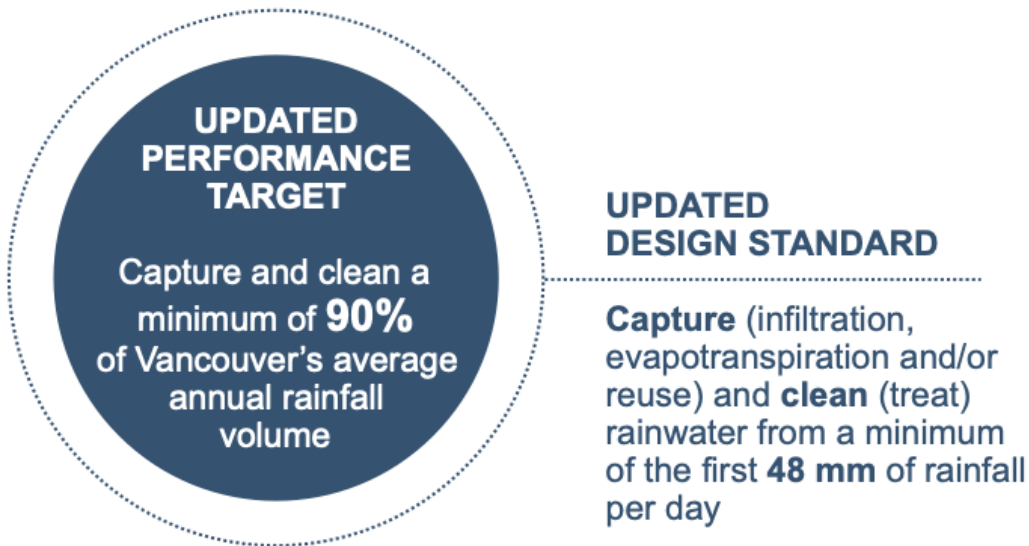 UPDATED
PERFORMANCE
TARGET
Capture and clean a
minimum of 90%
of Vancouver's average
annual rainfall
volume
UPDATED
DESIGN STANDARD
Capture (infiltration,
evapotranspiration and/or
reuse) and clean (treat)
rainwater from a minimum
of the first 48 mm of rainfall
per day